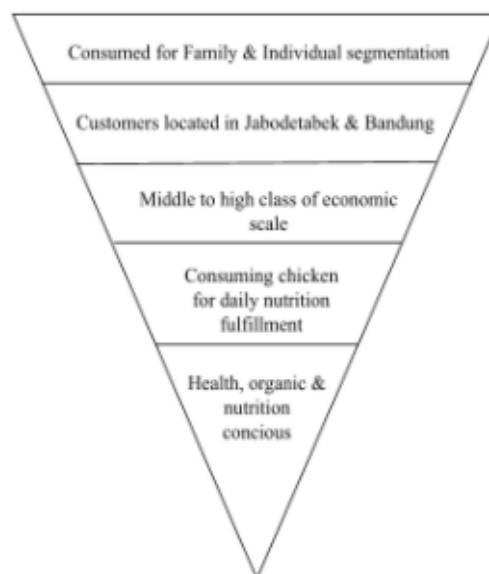 Consumed for Family & Individual segmentation
Customers located in Jabodetabek & Bandung
Middle to high class of economic
scale
Consuming chicken
for daily nutrition
fulfillment
Health, organic &
nutrition
concious